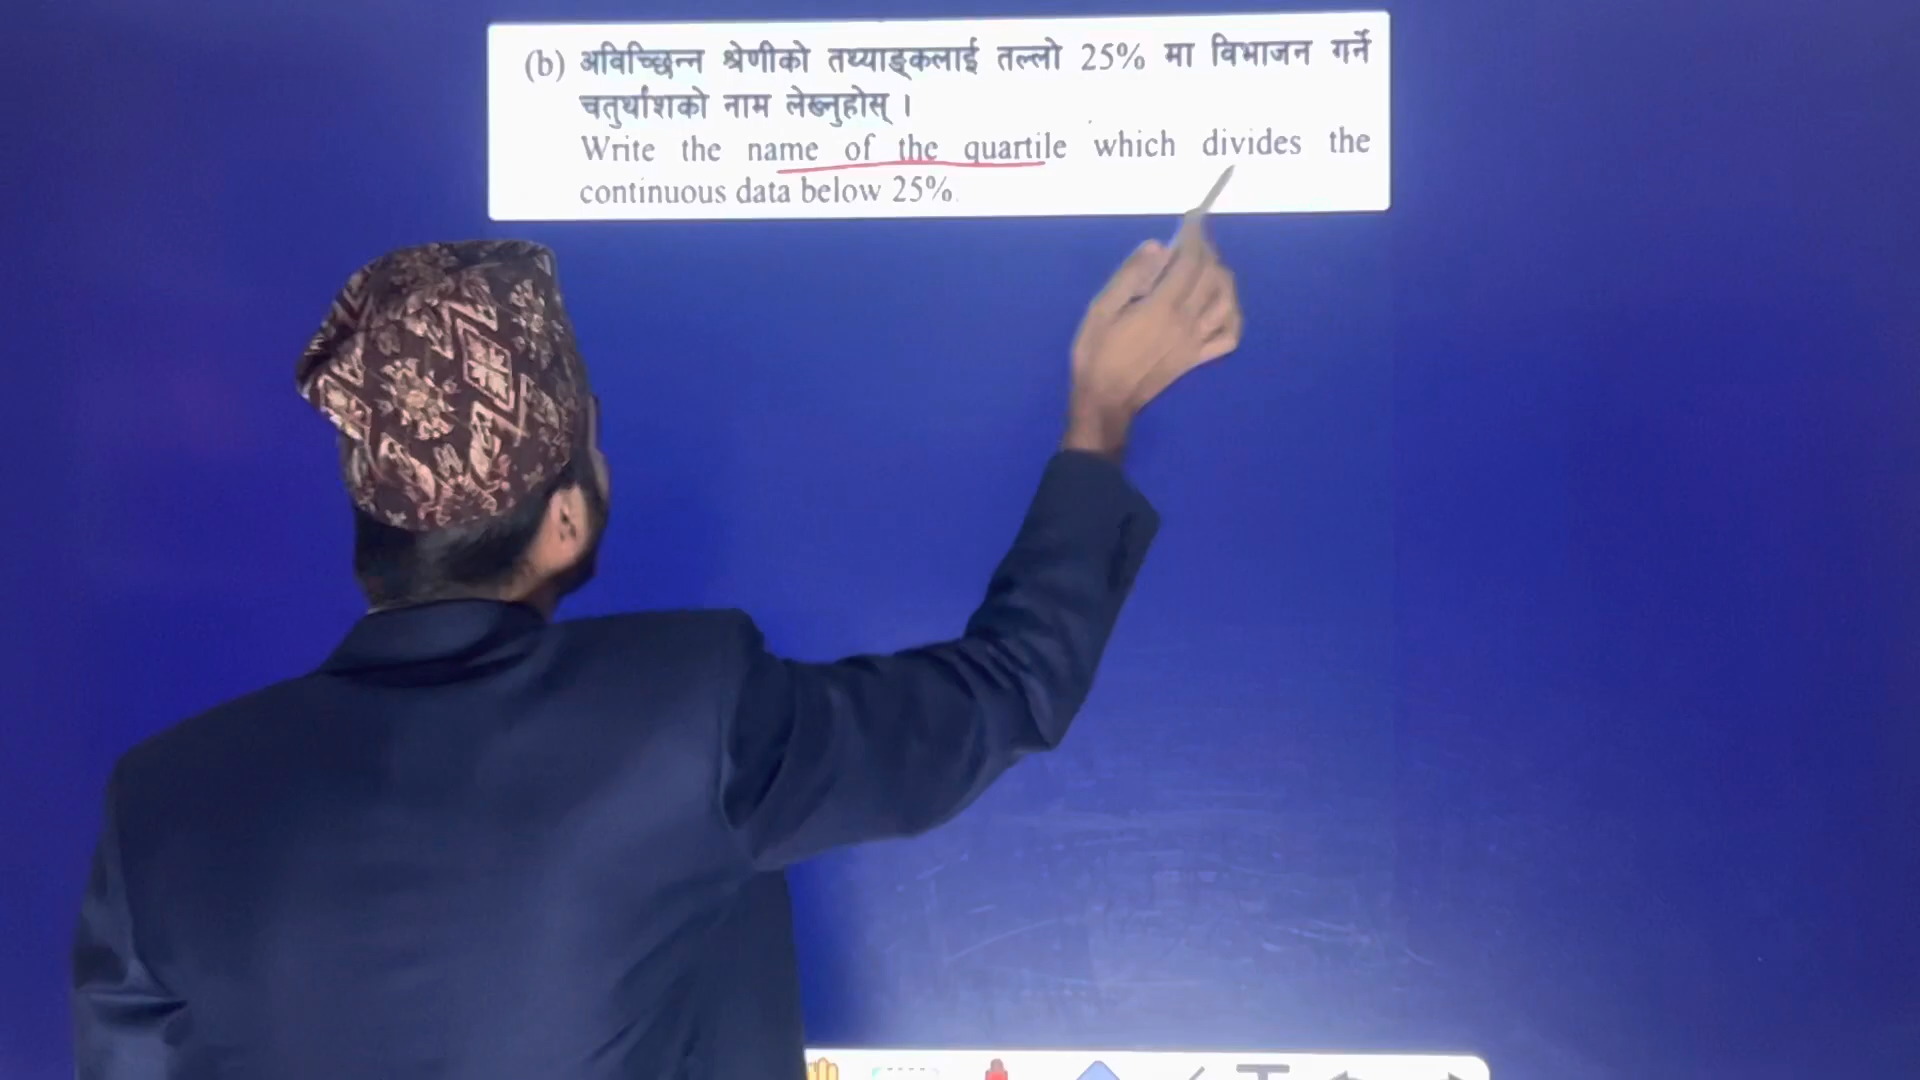 (b) अविच्छिन्न श्रेणीको तथ्याङ्कलाई तल्लो 25% मा विभाजन गर्ने
चतुर्थांशको नाम लेख्नुहोस् ।
Write the name of the quartile which divides the
continuous data below 25%.